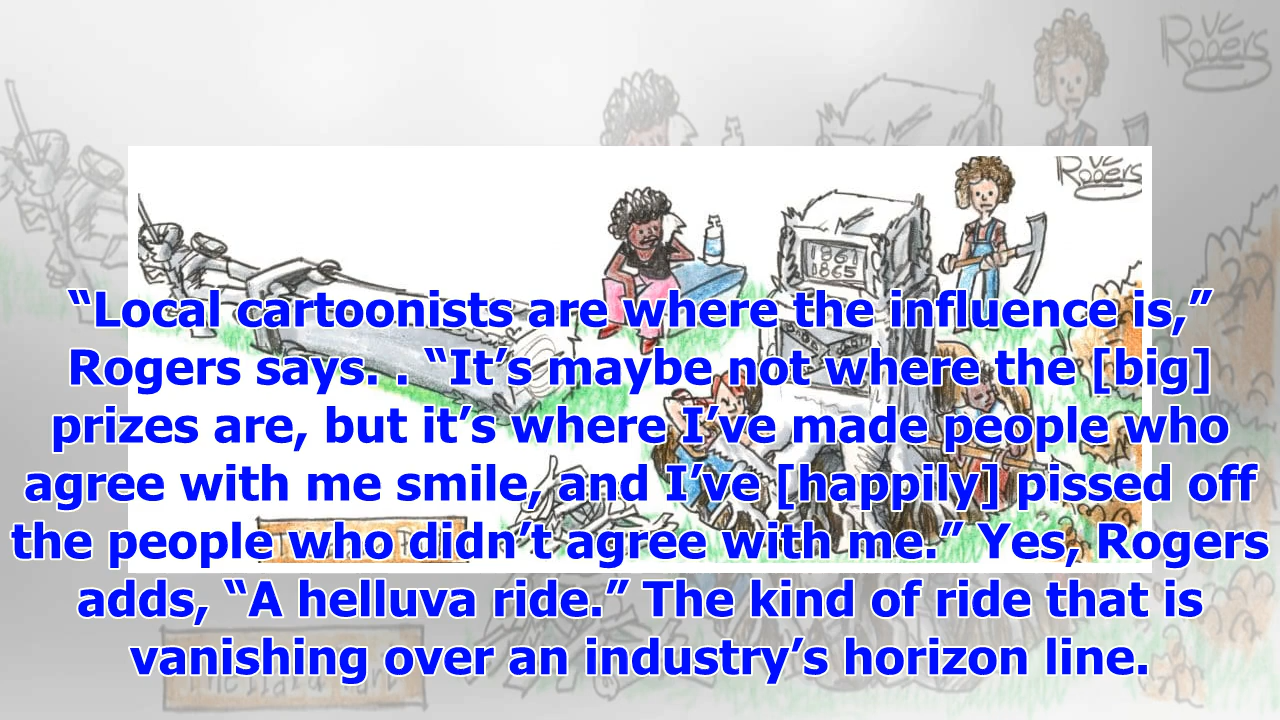 VC
Rogers
VC
Rogers
1861
1865
“Local cartoonists are where the influence is,”
Rogers says. . “It’s maybe not where the [big]
prizes are, but it’s where I’ve made people who
agree with me smile, and I’ve [happily] pissed off
the people who didn’t agree with me.” Yes, Rogers
adds, “A helluva ride.” The kind of ride that is
vanishing over an industry’s horizon line.